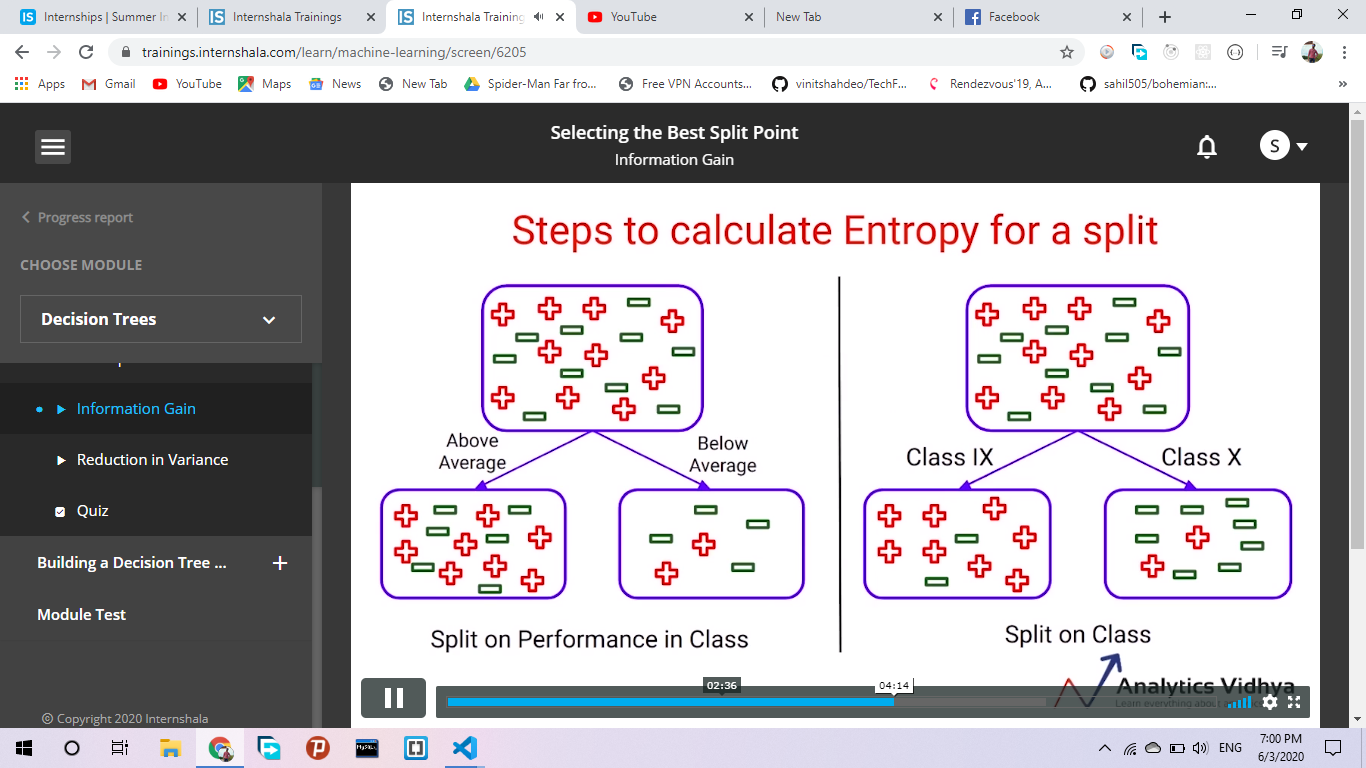 Internships | Summer In
Internshala Trainings
Internshala Training
YouTube
New Tab
Facebook
trainings.internshala.com/learn/machine-learning/screen/6205
Apps
Gmail
YouTube
Maps
News
New Tab
Spider-Man Far fro...
Free VPN Accounts...
vinitshahdeo/TechF...
Rendezvous'19, A...
sahil505/bohemian:...
Selecting the Best Split Point
Information Gain
S
Progress report
CHOOSE MODULE
Decision Trees
Information Gain
Reduction in Variance
Quiz
Building a Decision Tree ...
Module Test
© Copyright 2020 Internshala
Steps to calculate Entropy for a split
Above
Average
Below
Average
Split on Performance in Class
Class IX
Class X
Split on Class
02:36
04:14
Analytics Vidhya
Learn everything about
ENG
7:00 PM
6/3/2020